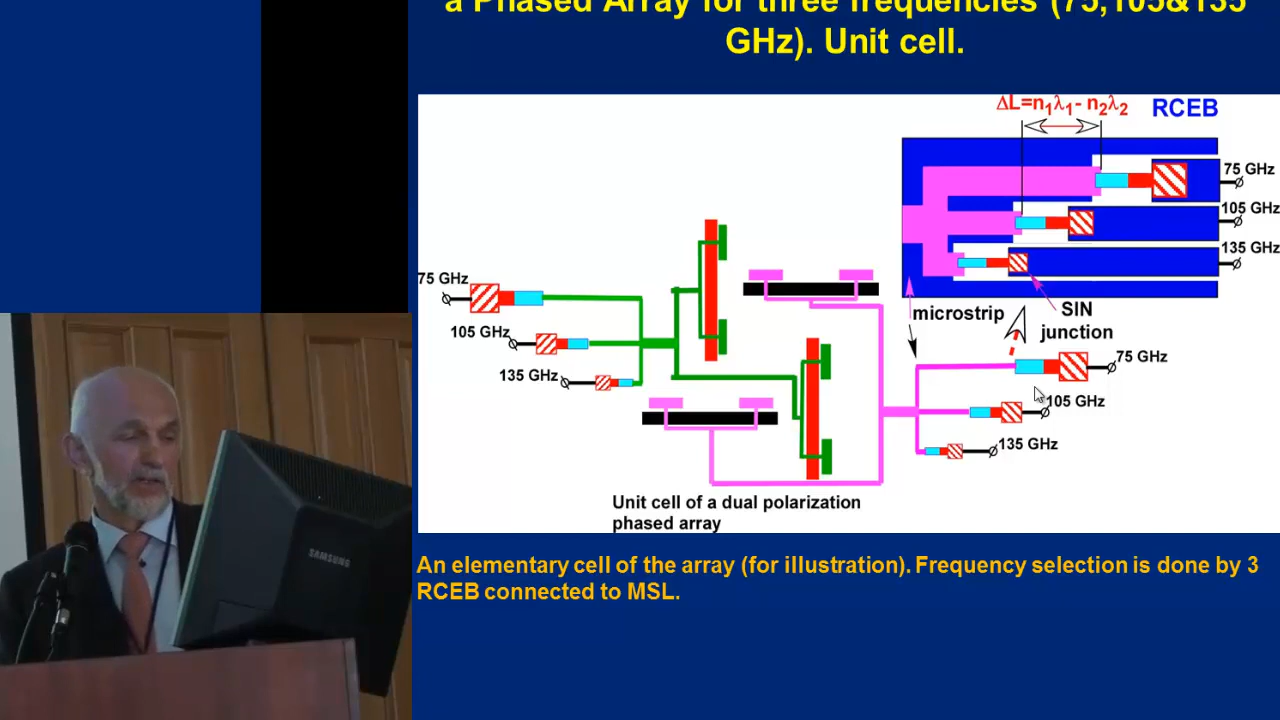 a Phased Array for three frequencies (75,105&135
GHz). Unit cell.
ΔL=n1λ1- n2λ2
RCEB
75 GHz
105 GHz
135 GHz
microstrip
SIN
junction
75 GHz
105 GHz
135 GHz
75 GHz
105 GHz
135 GHz
Unit cell of a dual polarization
phased array
An elementary cell of the array (for illustration). Frequency selection is done by 3
RCEB connected to MSL.
SAMSUNG